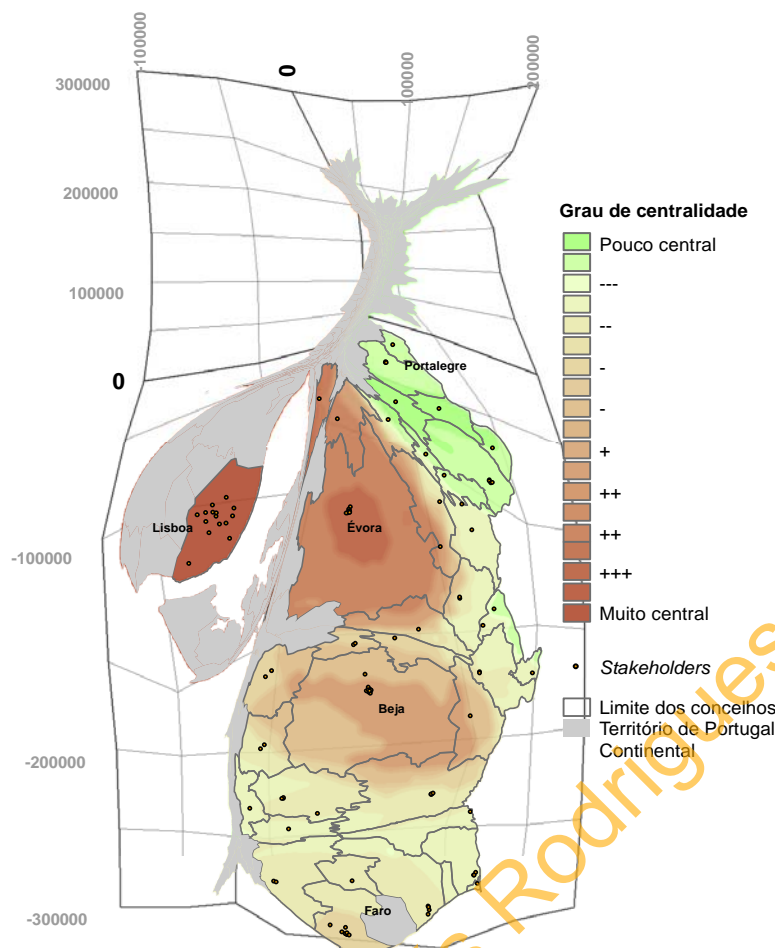 -100000
0
100000
200000
300000
200000
100000
0
-100000
-200000
-300000
Portalegre
Lisboa
Évora
Beja
Faro
Grau de centralidade
Pouco central
---
--
-
-
+
++
++
+++
Muito central
Stakeholders
Limite dos concelhos
Território de Portugal
Continental
Rodrigues